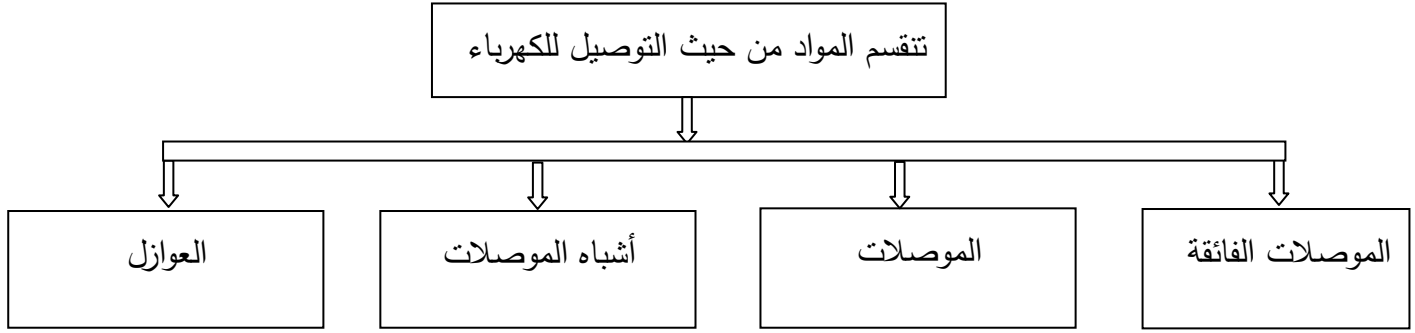 تنقسم المواد من حيث التوصيل للكهرباء
الموصلات الفائقة
الموصلات
أشباه الموصلات
العوازل